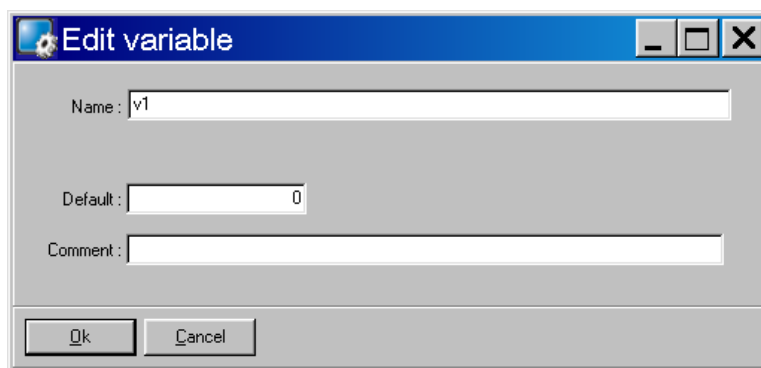 Edit variable
Name : v1
Default : 0
Comment :
Ok Cancel